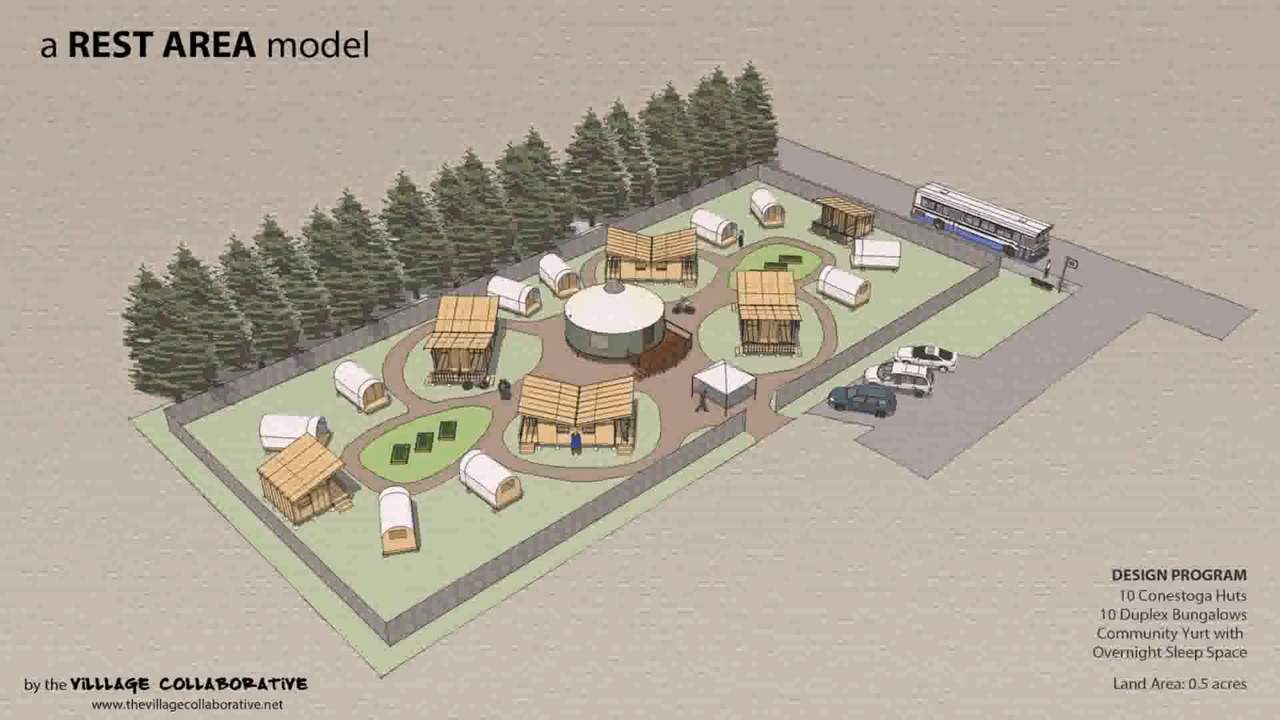 a REST AREA model
DESIGN PROGRAM
10 Conestoga Huts
10 Duplex Bungalows
Community Yurt with
Overnight Sleep Space
Land Area: 0.5 acres
by the ViLLLAGE COLLABORATiVE
www.thevillagecollaborative.net